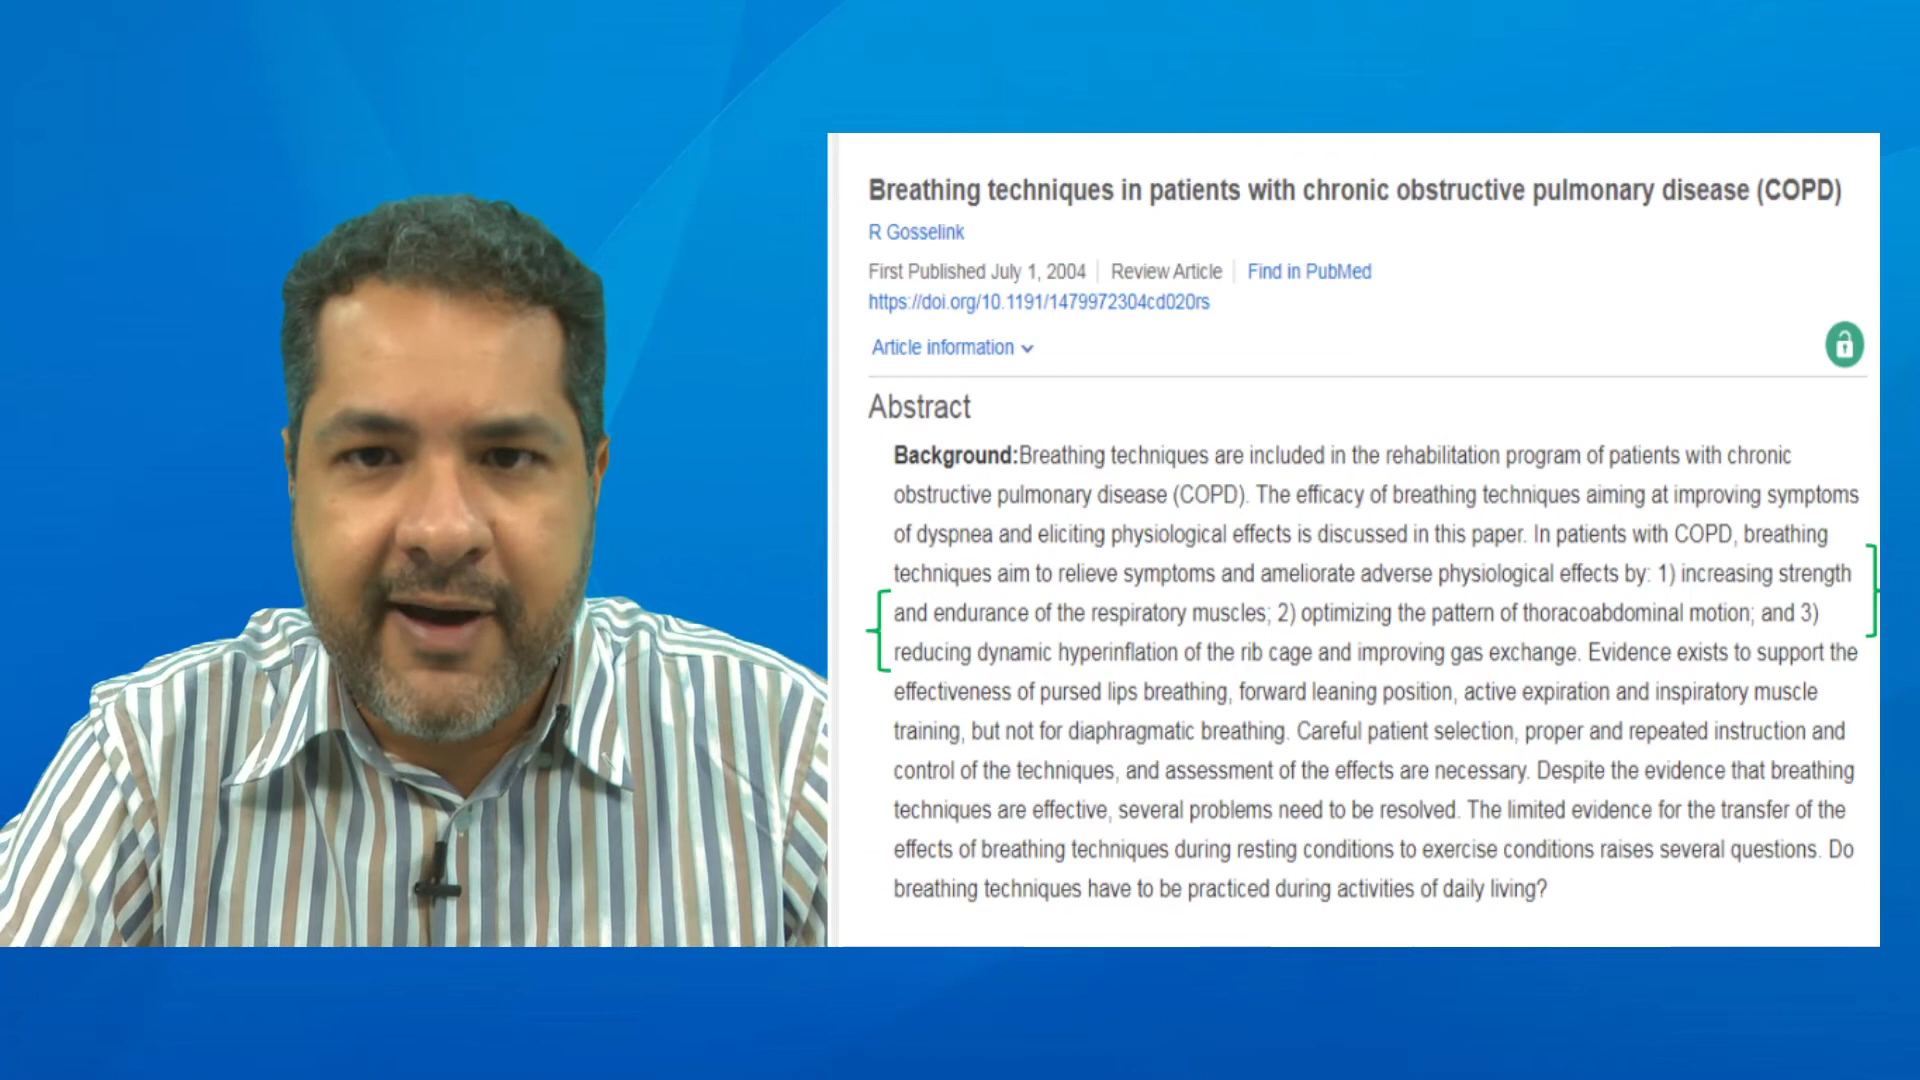 Breathing techniques in patients with chronic obstructive pulmonary disease (COPD)
R Gosselink
First Published July 1, 2004 | Review Article | Find in PubMed
https://doi.org/10.1191/1479972304cd020rs
Article information
Abstract
Background:Breathing techniques are included in the rehabilitation program of patients with chronic
obstructive pulmonary disease (COPD). The efficacy of breathing techniques aiming at improving symptoms
of dyspnea and eliciting physiological effects is discussed in this paper. In patients with COPD, breathing
techniques aim to relieve symptoms and ameliorate adverse physiological effects by: 1) increasing strength
and endurance of the respiratory muscles; 2) optimizing the pattern of thoracoabdominal motion; and 3)
reducing dynamic hyperinflation of the rib cage and improving gas exchange. Evidence exists to support the
effectiveness of pursed lips breathing, forward leaning position, active expiration and inspiratory muscle
training, but not for diaphragmatic breathing. Careful patient selection, proper and repeated instruction and
control of the techniques, and assessment of the effects are necessary. Despite the evidence that breathing
techniques are effective, several problems need to be resolved. The limited evidence for the transfer of the
effects of breathing techniques during resting conditions to exercise conditions raises several questions. Do
breathing techniques have to be practiced during activities of daily living?